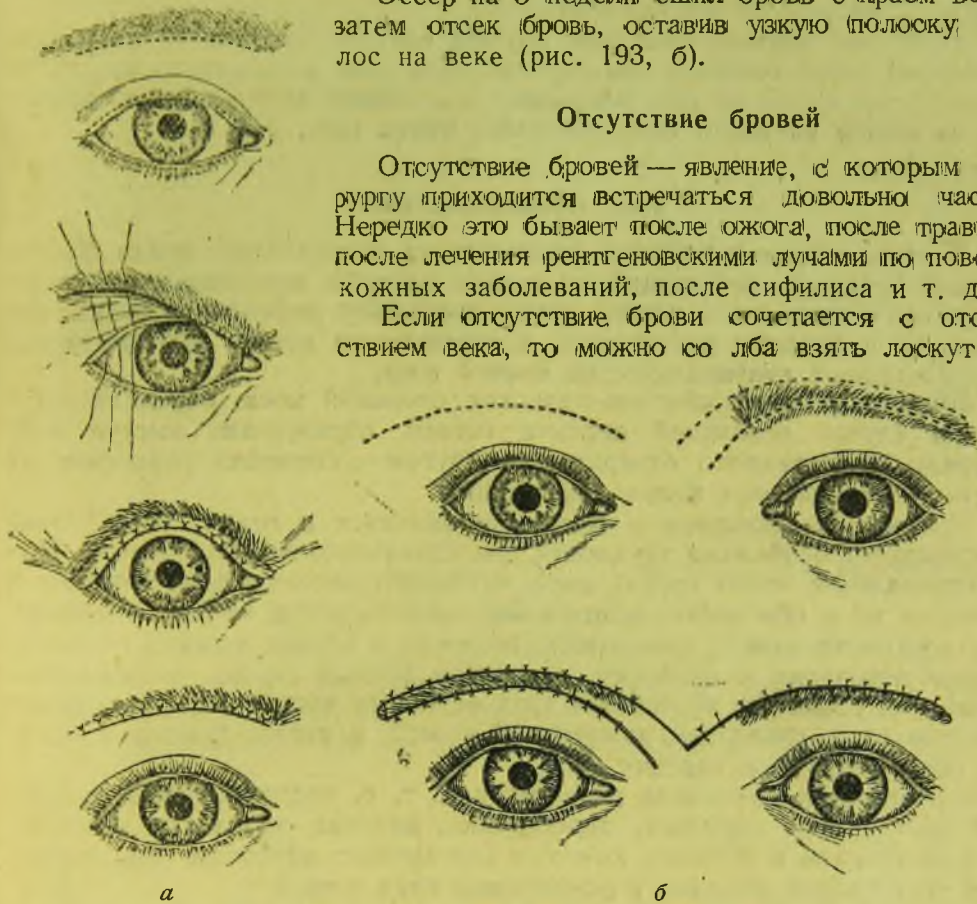 затем отсек бровь, оставив узкую полоску
лос на веке (рис. 193, б).
Отсутствие бровей
Отсутствие бровей — явление, с которым
рургу приходится встречаться довольно час
Нередко это бывает после ожога, после трав
после лечения рентгеновскими лучами по пов
кожных заболеваний, после сифилиса и т. д
Если отсутствие брови сочетается с отс
ствием века, то можно со лба взять лоскут
а
б